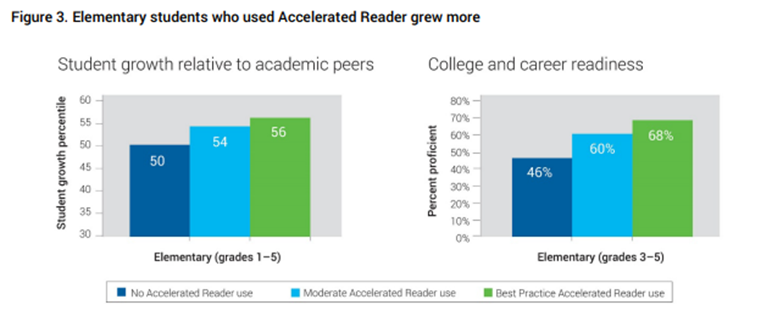 Figure 3. Elementary students who used Accelerated Reader grew more
Student growth relative to academic peers
Student growth percentile
60
55
50
45
40
35
30
50
54
56
Elementary (grades 1–5)
College and career readiness
Percent proficient
80%
70%
60%
50%
40%
30%
20%
10%
0%
46%
60%
68%
Elementary (grades 3–5)
No Accelerated Reader use
Moderate Accelerated Reader use
Best Practice Accelerated Reader use